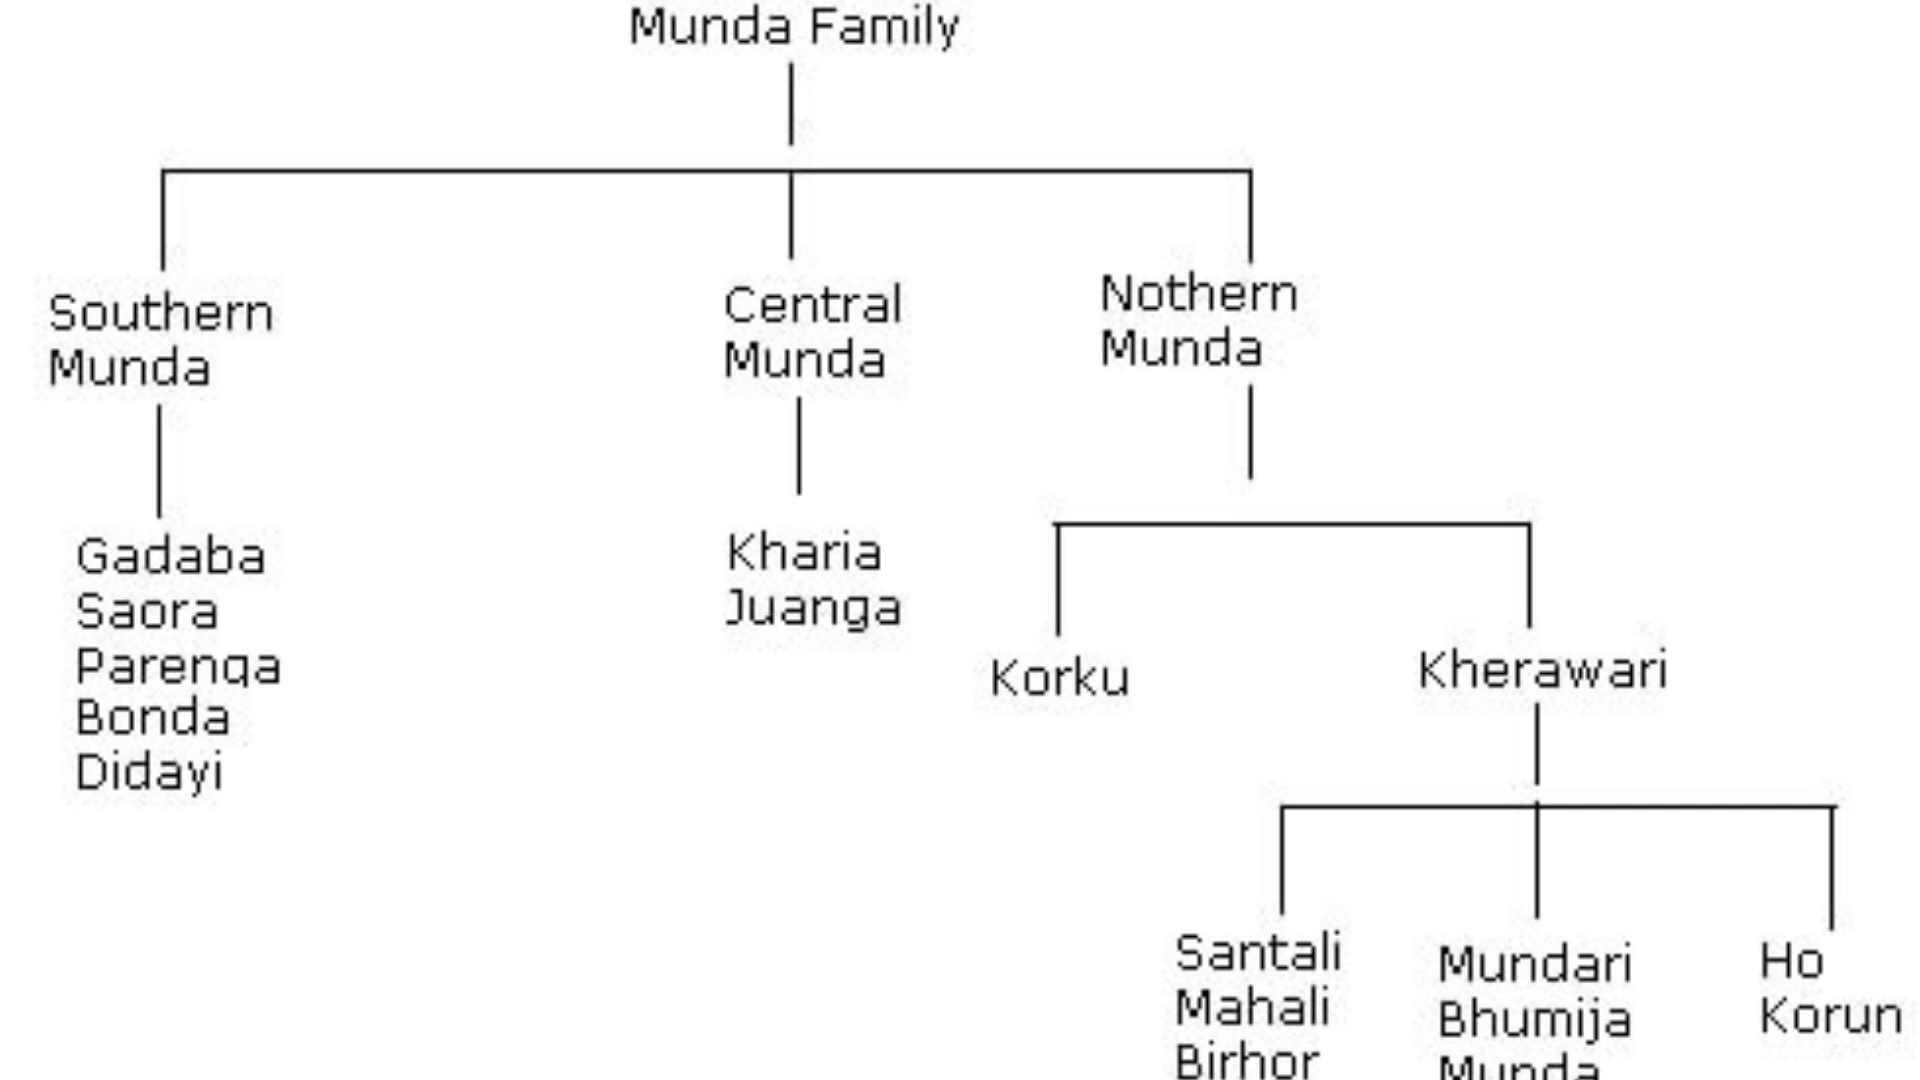 Munda Family
Southern
Munda
Central
Munda
Nothern
Munda
Gadaba
Saora
Parenga
Bonda
Didayi
Kharia
Juanga
Korku
Kherawari
Santali
Mahali
Birhor
Mundari
Bhumija
Munda
Ho
Korun